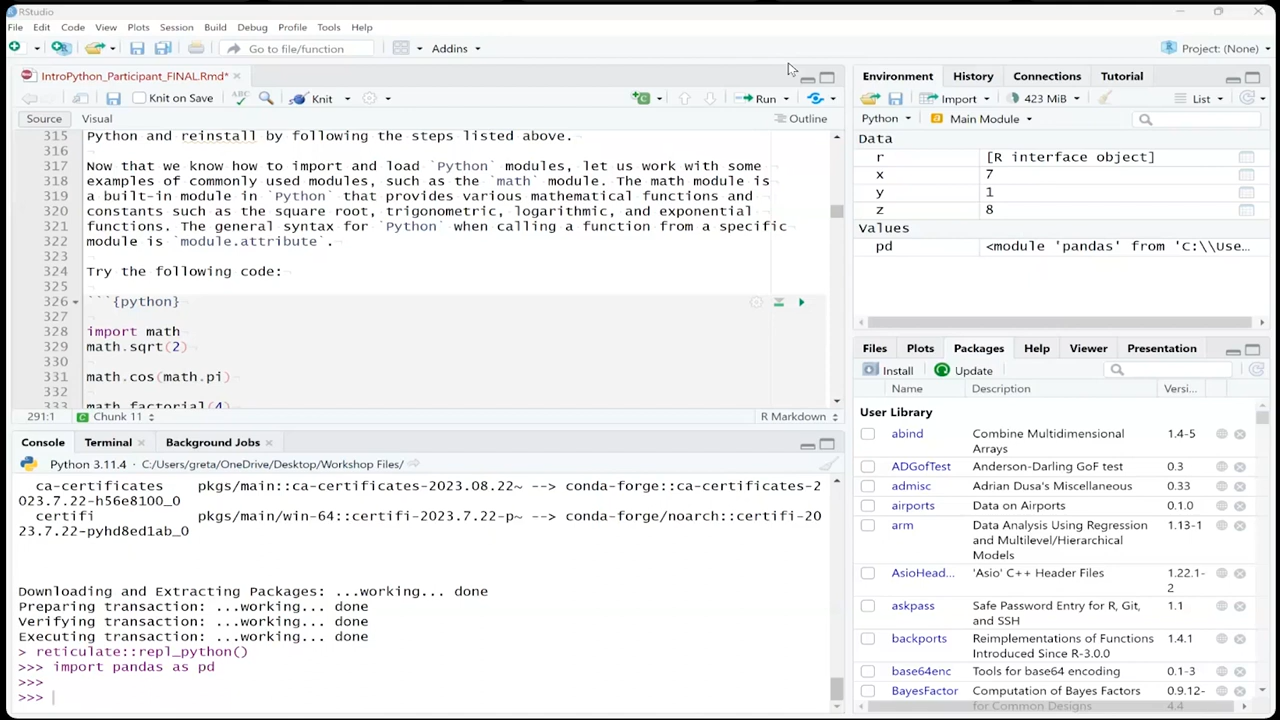 RStudio
File Edit Code View Plots Session Build Debug Profile Tools Help
Go to file/function
Addins
Project: (None)
IntroPython_Participant_FINAL.Rmd*
Knit on Save
ABC
Knit
Run
Source
Visual
Outline
315 Python and reinstall by following the steps listed above.
316
317 Now that we know how to import and load `Python` modules, let us work with some
318 examples of commonly used modules, such as the `math` module. The math module is
319 a built-in module in `Python` that provides various mathematical functions and
320 constants such as the square root, trigonometric, logarithmic, and exponential
321 functions. The general syntax for `Python` when calling a function from a specific
322 module is `module.attribute`.
323
324 Try the following code:
325
326 ```{python}
327
328 import math
329 math.sqrt(2)
330
331 math.cos(math.pi)
332
333 math.factorial(4)
291:1 Chunk 11
R Markdown
Console Terminal Background Jobs
Python 3.11.4 · C:/Users/greta/OneDrive/Desktop/Workshop Files/
ca-certificates pkgs/main::ca-certificates-2023.08.22~ --> conda-forge::ca-certificates-2
023.7.22-h56e8100_0
certifi pkgs/main/win-64::certifi-2023.7.22-p~ --> conda-forge/noarch::certifi-2
023.7.22-pyhd8ed1ab_0
Downloading and Extracting Packages: ...working... done
Preparing transaction: ...working... done
Verifying transaction: ...working... done
Executing transaction: ...working... done
> reticulate::repl_python()
>>> import pandas as pd
>>>
>>>
Environment History Connections Tutorial
Import 423 MiB List
Python Main Module
Data
r [R interface object]
x 7
y 1
z 8
Values
pd <module 'pandas' from 'C:\\Use…
Files Plots Packages Help Viewer Presentation
Install Update
Name Description Versi…
User Library
abind Combine Multidimensional 1.4-5
Arrays
ADGofTest Anderson-Darling GoF test 0.3
admisc Adrian Dusa's Miscellaneous 0.33
airports Data on Airports 0.1.0
arm Data Analysis Using Regression 1.13-1
and Multilevel/Hierarchical
Models
AsioHead… 'Asio' C++ Header Files 1.22.1-
2
askpass Safe Password Entry for R, Git, 1.1
and SSH
backports Reimplementations of Functions 1.4.1
Introduced Since R-3.0.0
base64enc Tools for base64 encoding 0.1-3
BayesFactor Computation of Bayes Factors 0.9.12-
for Common Designs 4.4